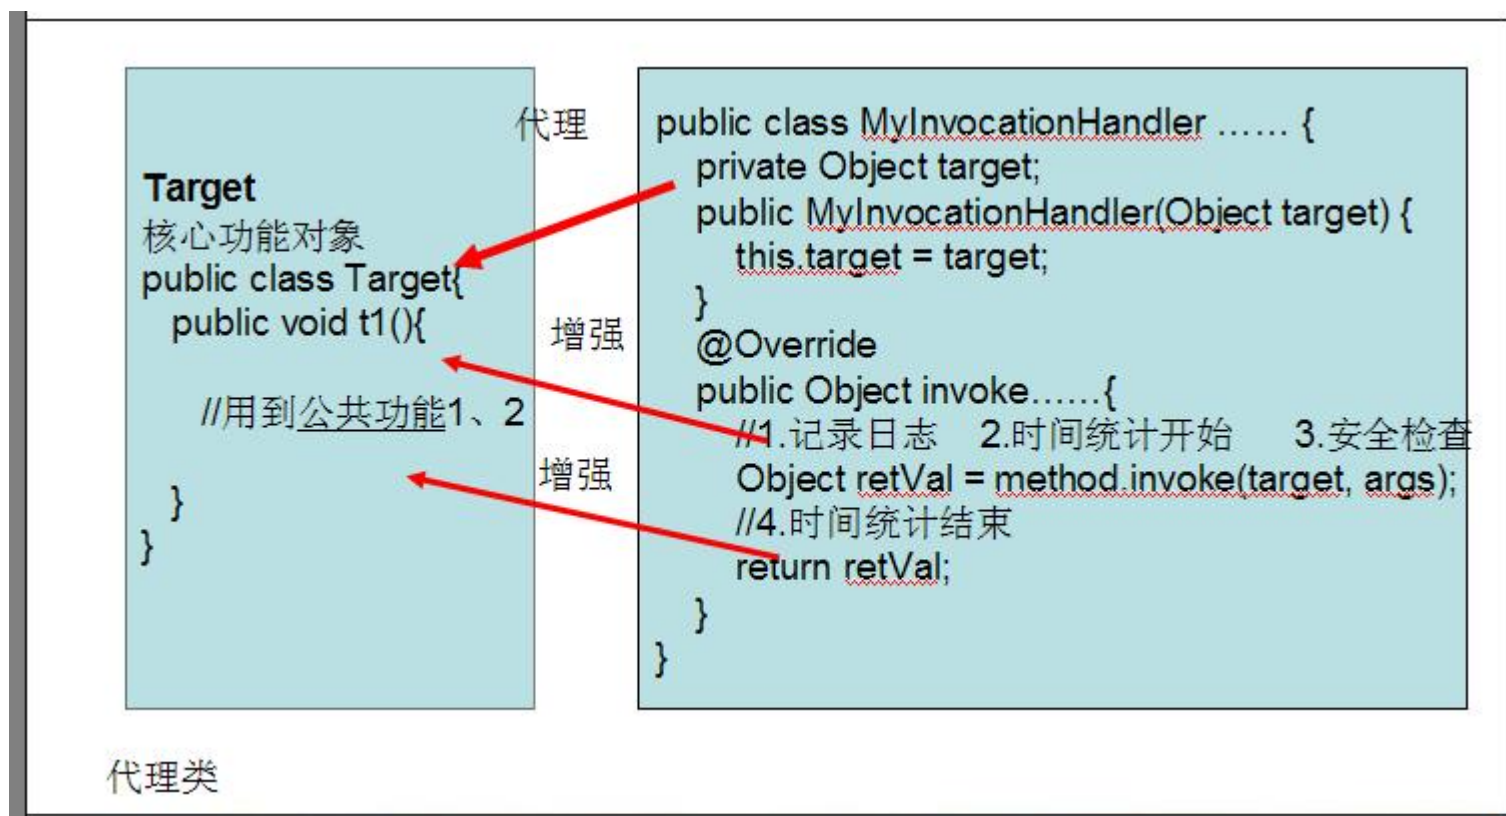 Target
核心功能对象
public class Target{
public void t1(){
//用到公共功能1、2
}
}
代理
增强
增强
public class MyInvocationHandler …… {
private Object target;
public MyInvocationHandler(Object target) {
this.target = target;
}
@Override
public Object invoke……{
//1.记录日志 2.时间统计开始 3.安全检查
Object retVal = method.invoke(target, args);
//4.时间统计结束
return retVal;
}
}
代理类